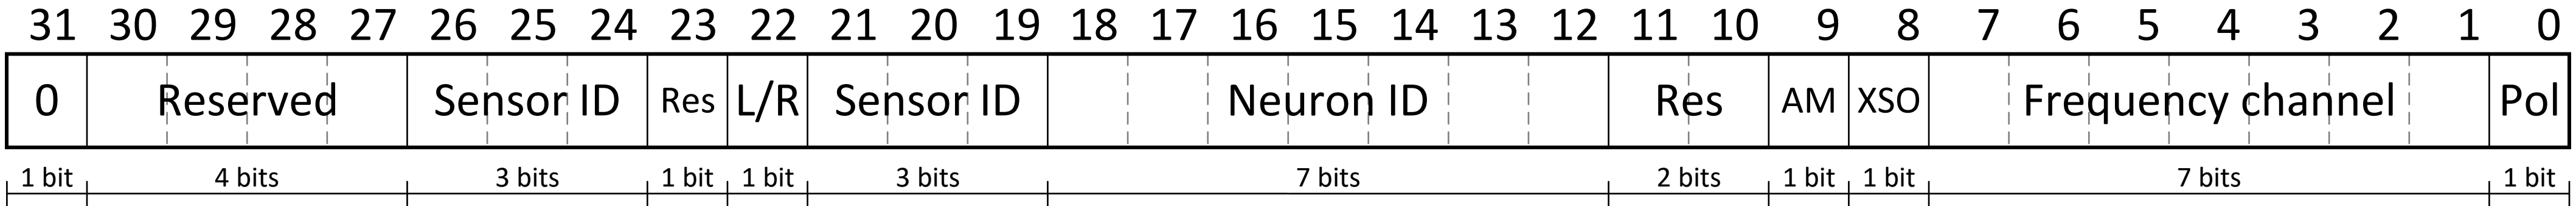 31 30 29 28 27 26 25 24 23 22 21 20 19 18 17 16 15 14 13 12 11 10 9 8 7 6 5 4 3 2 1 0
0 Reserved Sensor ID Res L/R Sensor ID Neuron ID Res AM XSO Frequency channel Pol
1 bit 4 bits 3 bits 1 bit 1 bit 3 bits 7 bits 2 bits 1 bit 1 bit 7 bits 1 bit